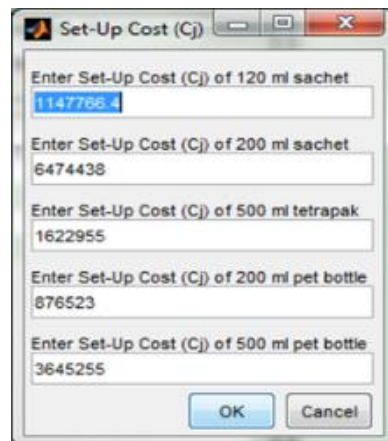 Set-Up Cost (Cj)
Enter Set-Up Cost (Cj) of 120 ml sachet
1147766.4
Enter Set-Up Cost (Cj) of 200 ml sachet
6474438
Enter Set-Up Cost (Cj) of 500 ml tetrapak
1622955
Enter Set-Up Cost (Cj) of 200 ml pet bottle
876523
Enter Set-Up Cost (Cj) of 500 ml pet bottle
3645255
OK Cancel